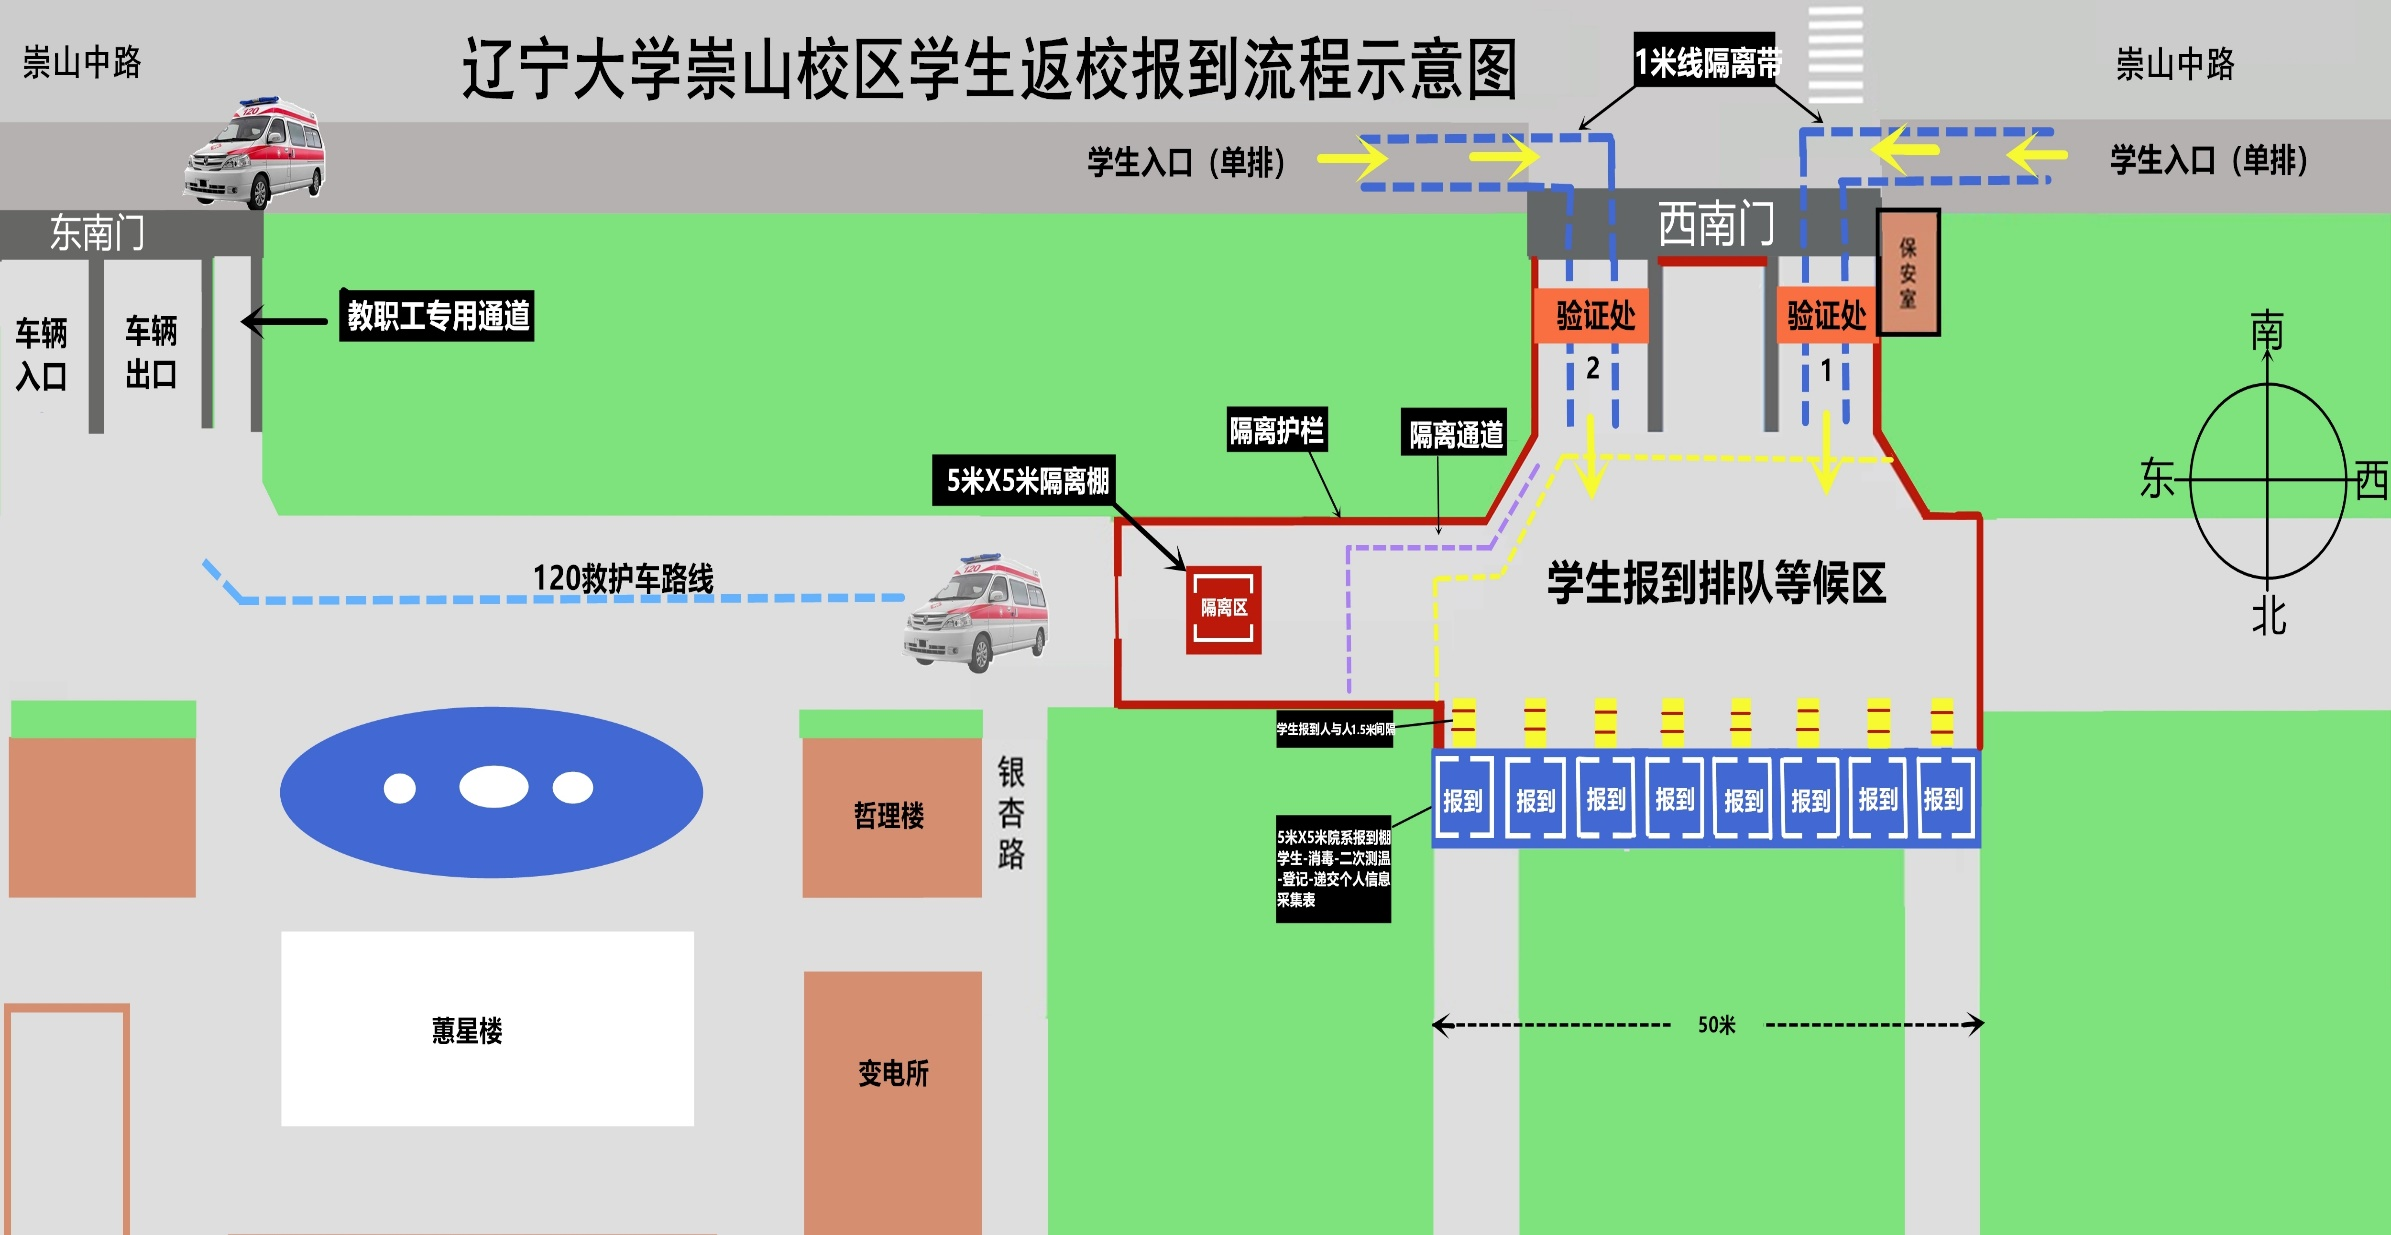 崇山中路
辽宁大学崇山校区学生返校报到流程示意图
1米线隔离带
崇山中路
120
学生入口（单排）
学生入口（单排）
东南门
西南门
保
安
室
教职工专用通道
车辆
入口
车辆
出口
验证处
验证处
2
1
南
东
西
北
隔离护栏
隔离通道
5米X5米隔离棚
120救护车路线
120
隔离区
学生报到排队等候区
学生报到人与人1.5米间隔
银
杏
路
哲理楼
报到
报到
报到
报到
报到
报到
报到
报到
5米X5米院系报到棚
学生-消毒-二次测温
-登记-递交个人信息
采集表
蕙星楼
变电所
50米